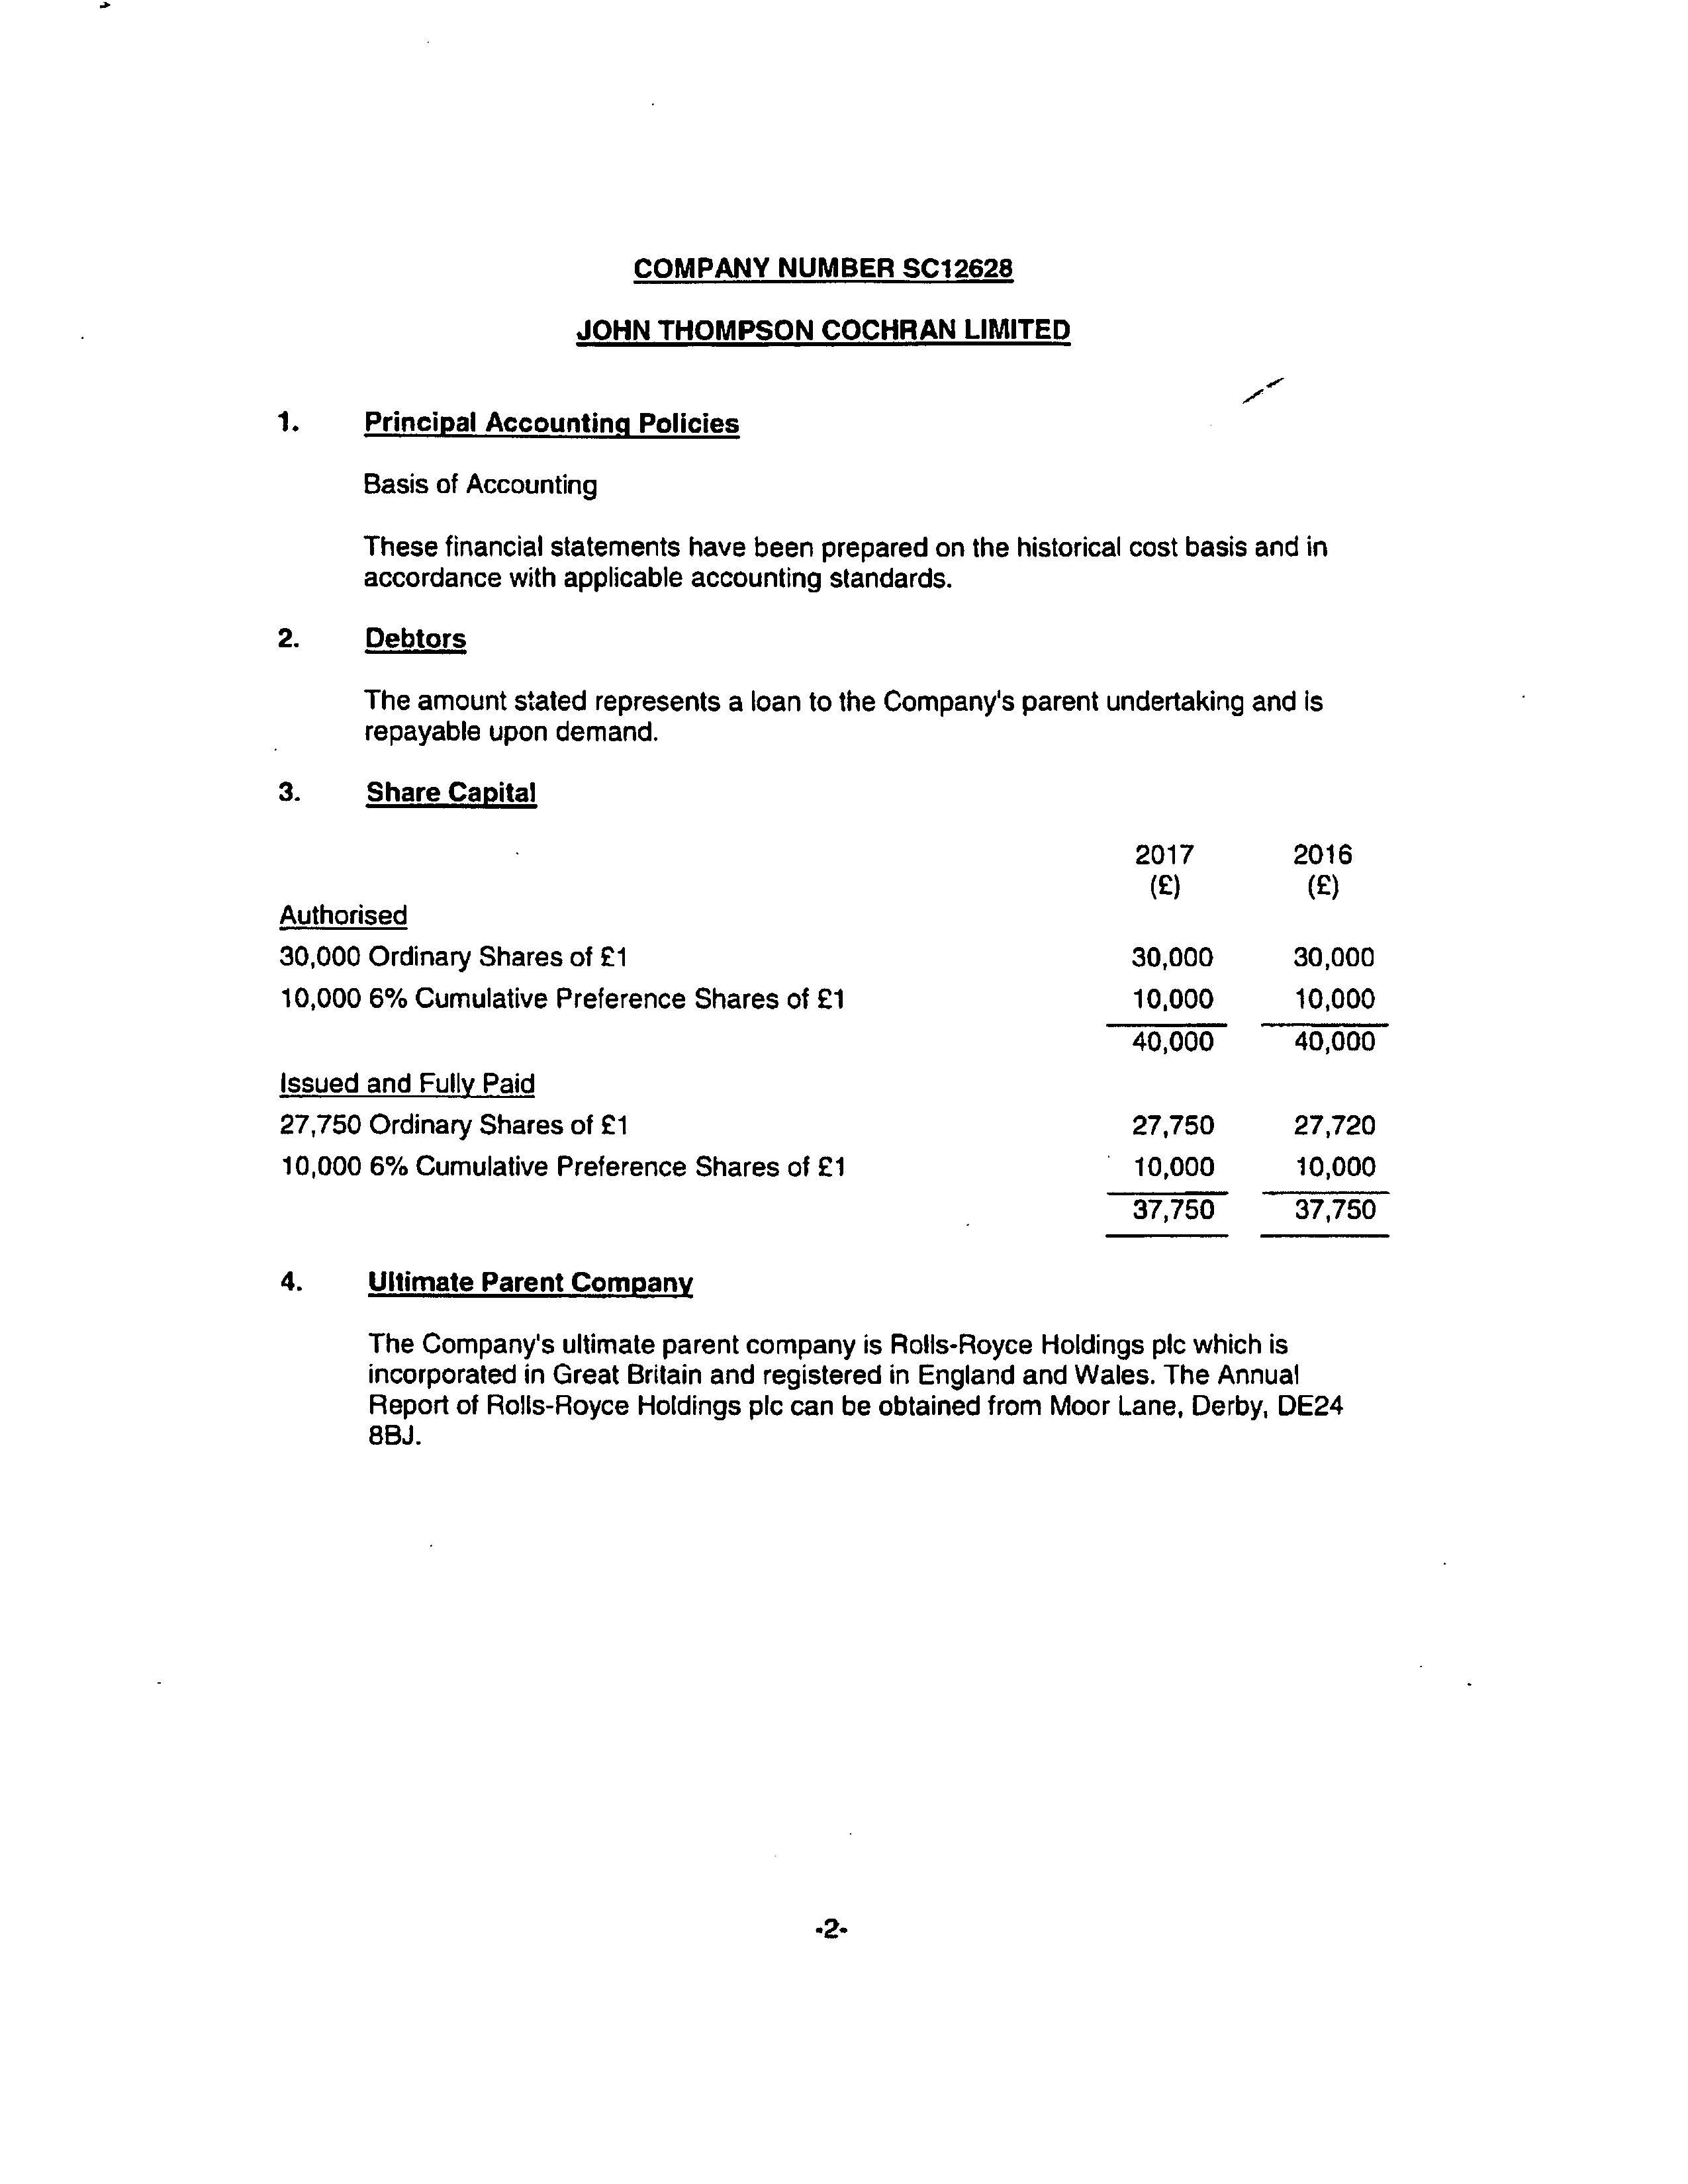 COMPANY NUMBER SC12628
JOHN THOMPSON COCHRAN LIMITED
1. Principal Accounting Policies
Basis of Accounting
These financial statements have been prepared on the historical cost basis and in
accordance with applicable accounting standards.
2. Debtors
The amount stated represents a loan to the Company's parent undertaking and is
repayable upon demand.
3. Share Capital
2017 2016
(£) (£)
Authorised
30,000 Ordinary Shares of £1 30,000 30,000
10,000 6% Cumulative Preference Shares of £1 10,000 10,000
40,000 40,000
Issued and Fully Paid
27,750 Ordinary Shares of £1 27,750 27,720
10,000 6% Cumulative Preference Shares of £1 10,000 10,000
37,750 37,750
4. Ultimate Parent Company
The Company's ultimate parent company is Rolls-Royce Holdings plc which is
incorporated in Great Britain and registered in England and Wales. The Annual
Report of Rolls-Royce Holdings plc can be obtained from Moor Lane, Derby, DE24
8BJ.
-2-